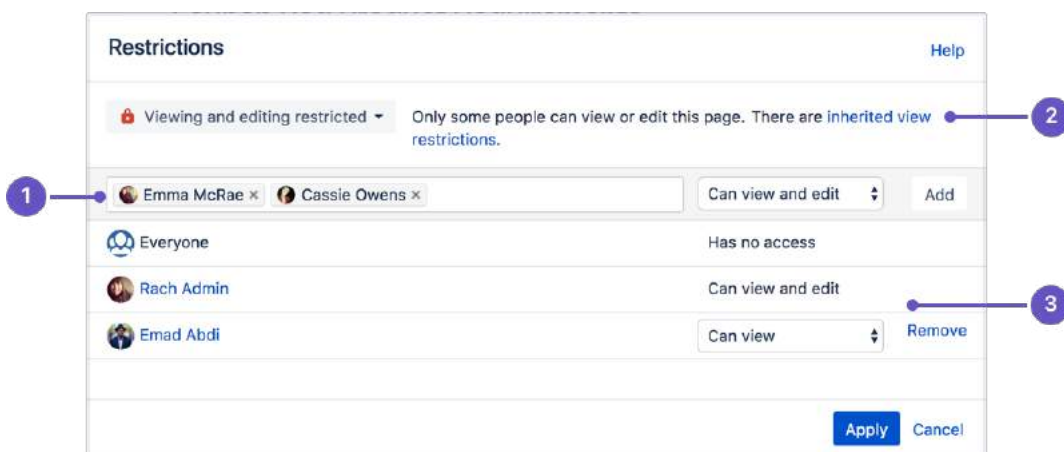 Restrictions
Help
Viewing and editing restricted
Only some people can view or edit this page. There are inherited view
restrictions.
2
1
Emma McRae ×
Cassie Owens ×
Can view and edit
Add
Everyone
Has no access
Rach Admin
Can view and edit
3
Emad Abdi
Can view
Remove
Apply
Cancel